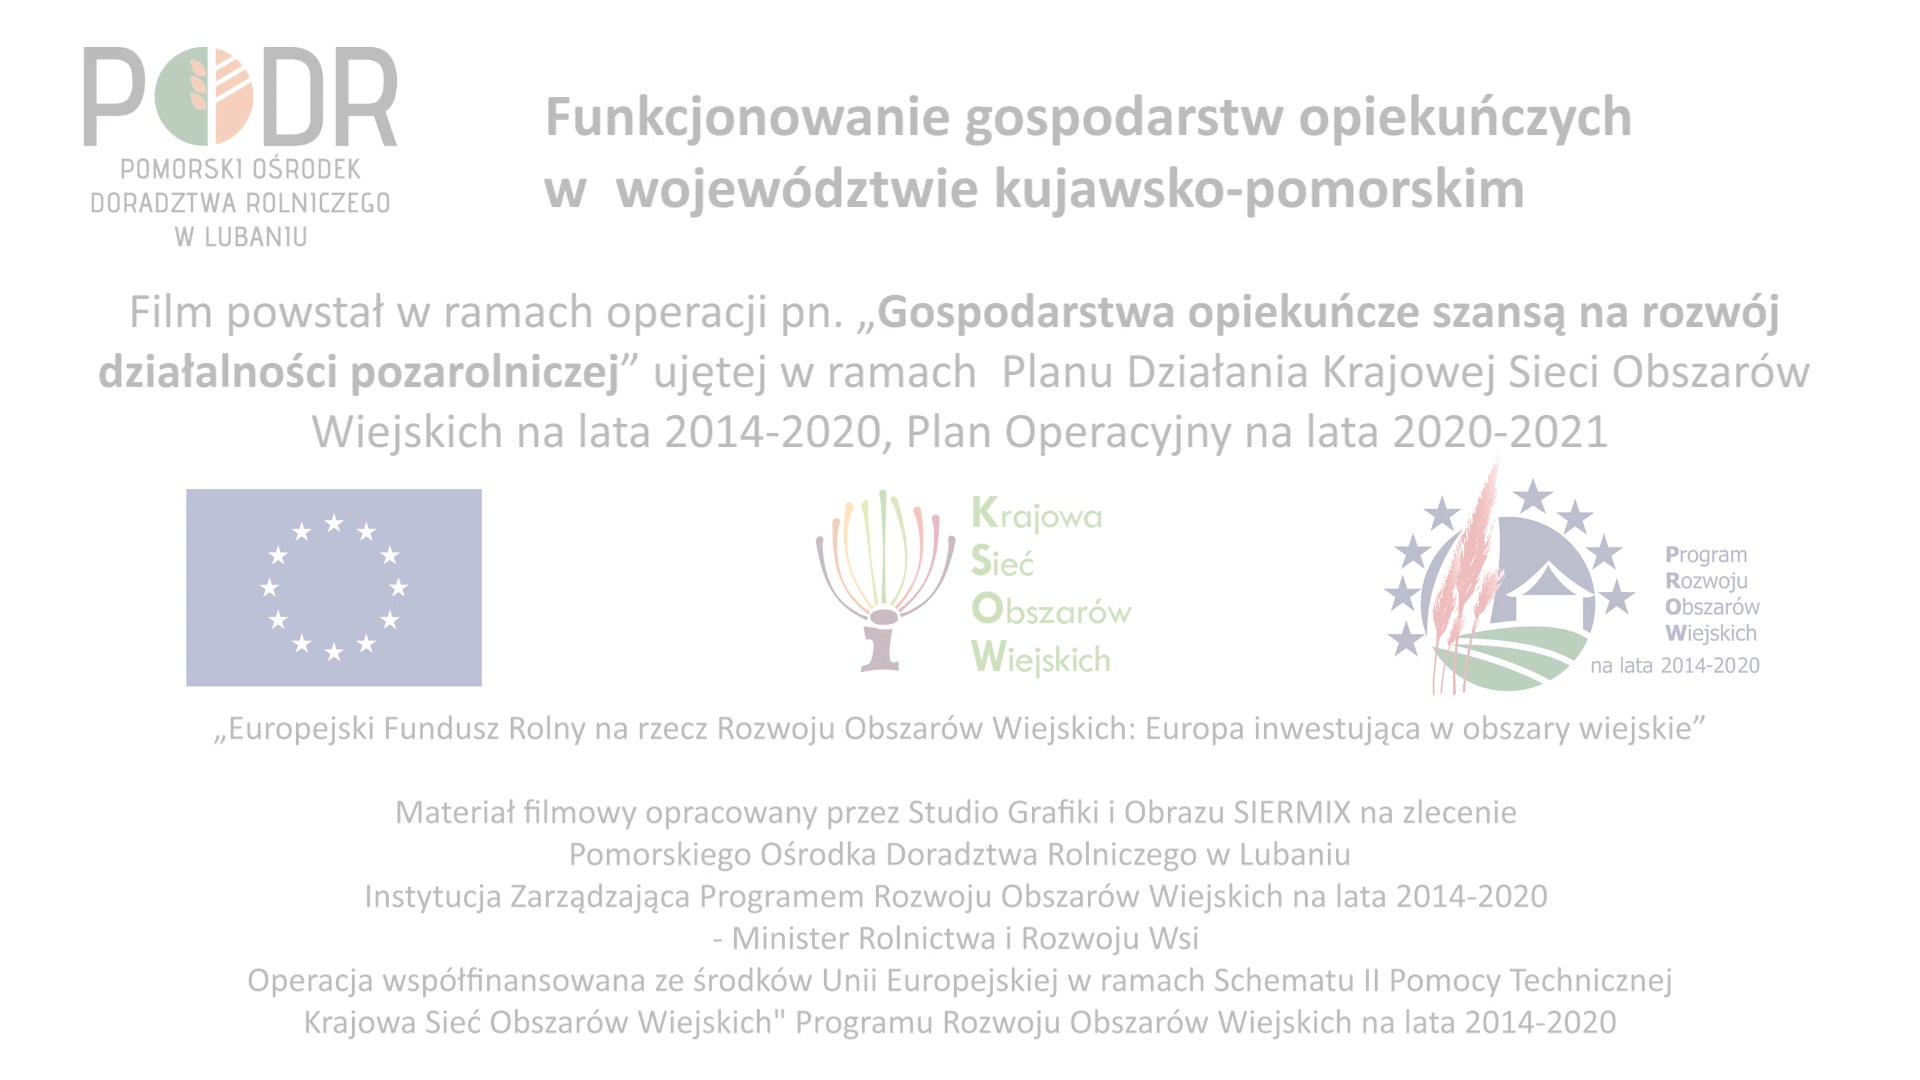 PODR
POMORSKI OŚRODEK
DORADZTWA ROLNICZEGO
W LUBANIU
Funkcjonowanie gospodarstw opiekuńczych
w  województwie kujawsko-pomorskim
Film powstał w ramach operacji pn. „Gospodarstwa opiekuńcze szansą na rozwój
działalności pozarolniczej” ujętej w ramach  Planu Działania Krajowej Sieci Obszarów
Wiejskich na lata 2014-2020, Plan Operacyjny na lata 2020-2021
Krajowa
Sieć
Obszarów
Wiejskich
Program
Rozwoju
Obszarów
Wiejskich
na lata 2014-2020
„Europejski Fundusz Rolny na rzecz Rozwoju Obszarów Wiejskich: Europa inwestująca w obszary wiejskie”
Materiał filmowy opracowany przez Studio Grafiki i Obrazu SIERMIX na zlecenie
Pomorskiego Ośrodka Doradztwa Rolniczego w Lubaniu
Instytucja Zarządzająca Programem Rozwoju Obszarów Wiejskich na lata 2014-2020
- Minister Rolnictwa i Rozwoju Wsi
Operacja współfinansowana ze środków Unii Europejskiej w ramach Schematu II Pomocy Technicznej
Krajowa Sieć Obszarów Wiejskich" Programu Rozwoju Obszarów Wiejskich na lata 2014-2020